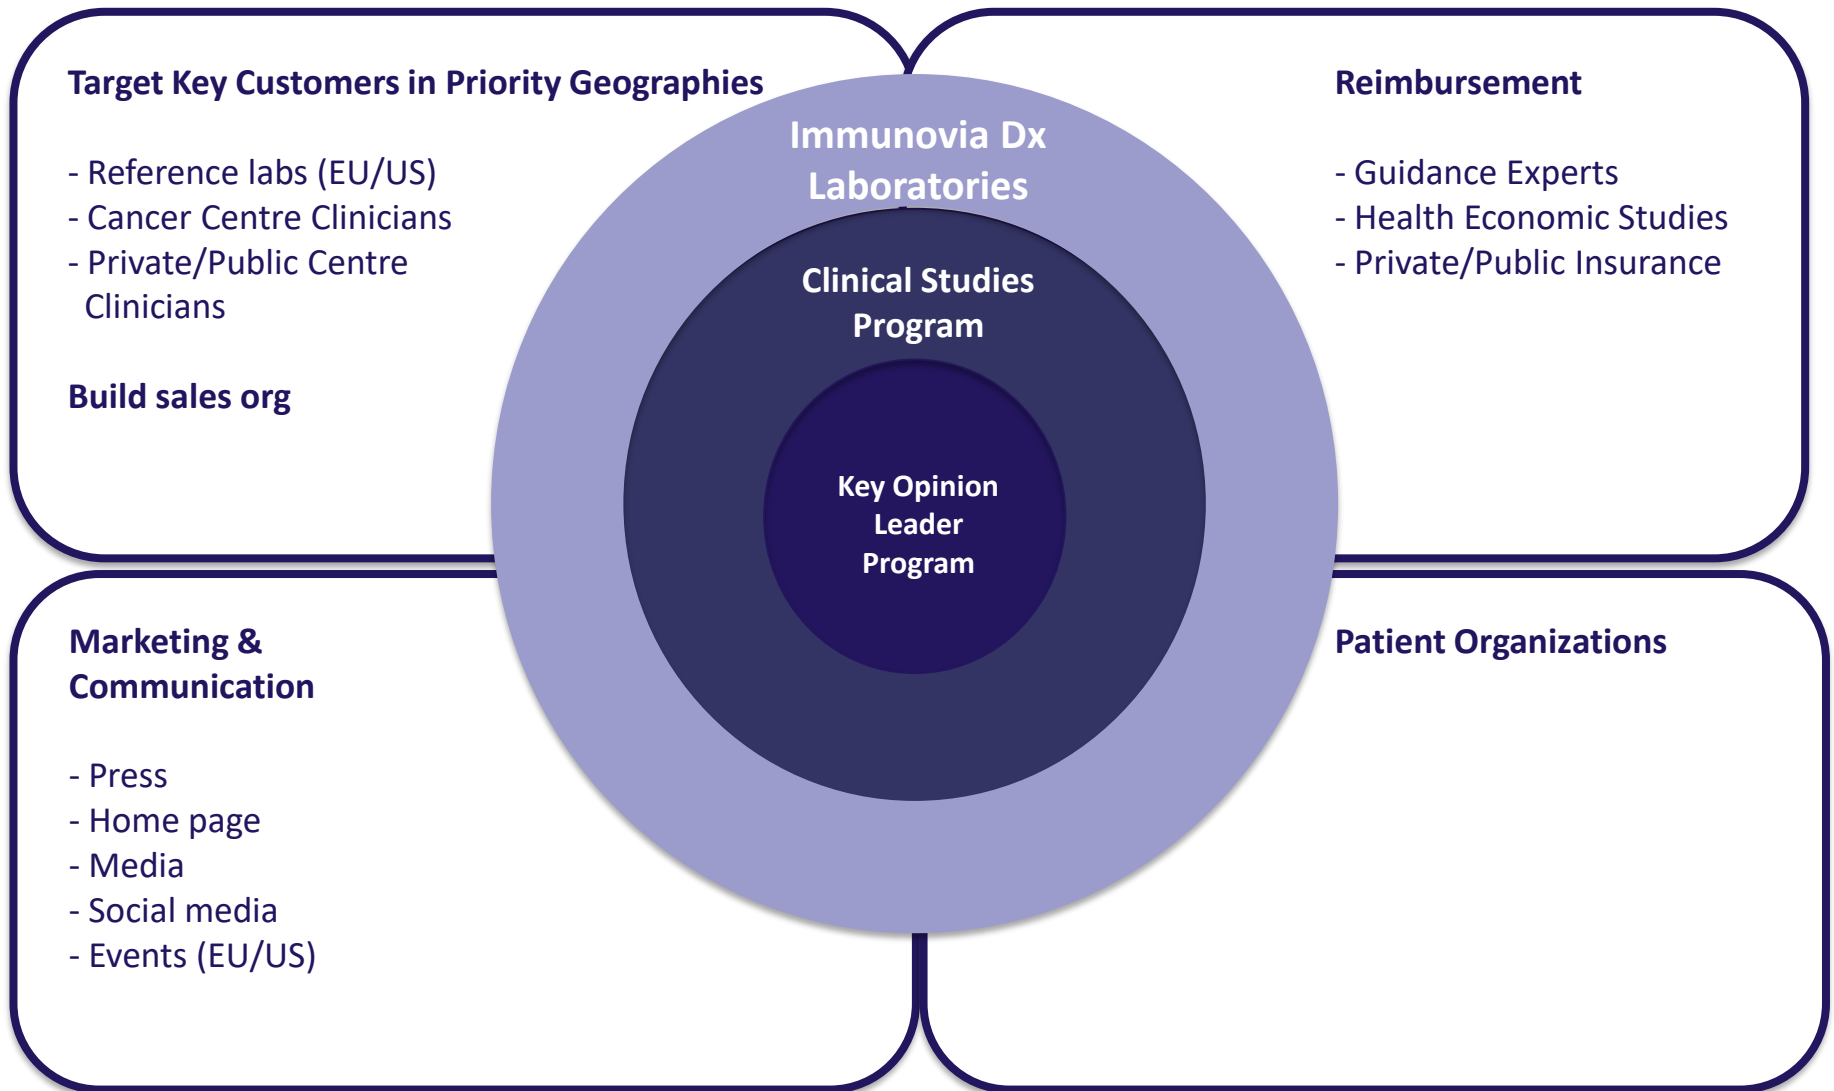 Target Key Customers in Priority Geographies
- Reference labs (EU/US)
- Cancer Centre Clinicians
- Private/Public Centre
Clinicians
Build sales org
Immunovia Dx
Laboratories
Clinical Studies
Program
Key Opinion
Leader
Program
Reimbursement
- Guidance Experts
- Health Economic Studies
- Private/Public Insurance
Marketing &
Communication
- Press
- Home page
- Media
- Social media
- Events (EU/US)
Patient Organizations